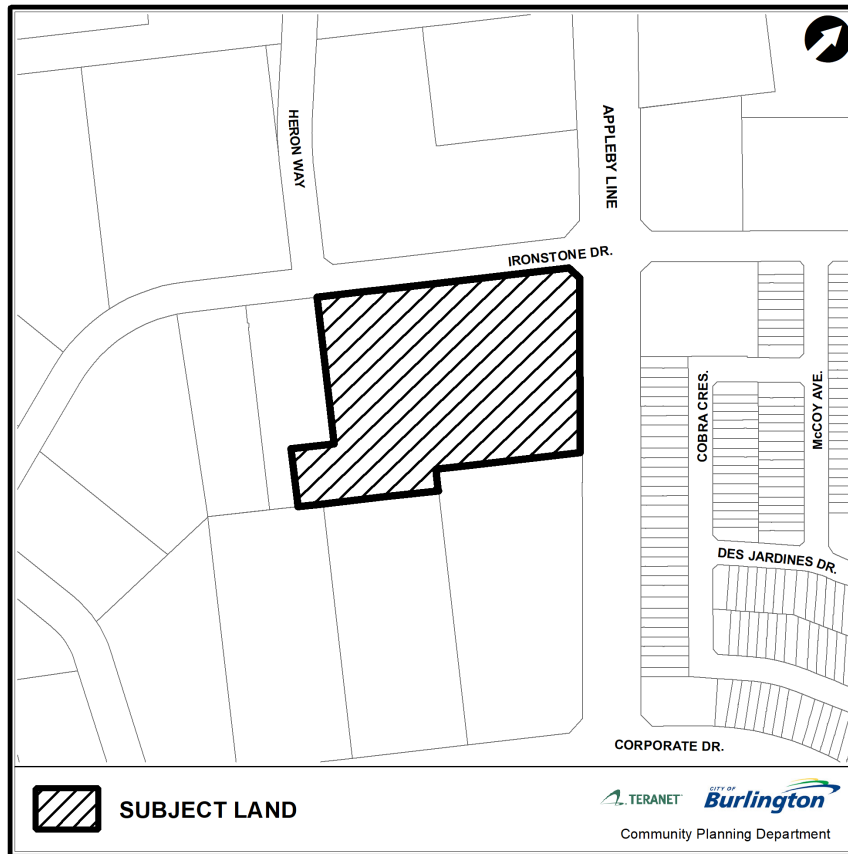 HERON WAY
APPLEBY LINE
IRONSTONE DR.
COBRA CRES.
McCOY AVE.
DES JARDINES DR.
CORPORATE DR.
SUBJECT LAND
TERANET
CITY OF
Burlington
Community Planning Department